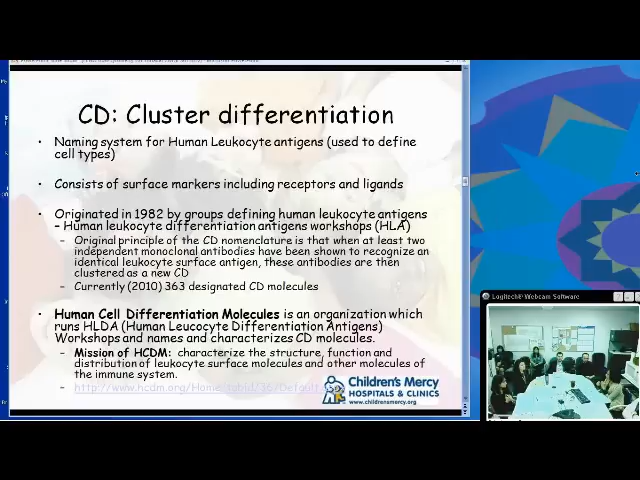 CD: Cluster differentiation
• Naming system for Human Leukocyte antigens (used to define
cell types)
• Consists of surface markers including receptors and ligands
• Originated in 1982 by groups defining human leukocyte antigens
– Human leukocyte differentiation antigens workshops (HLA)
– Original principle of the CD nomenclature is that when at least two
independent monoclonal antibodies have been shown to recognize an
identical leukocyte surface antigen, these antibodies are then
clustered as a new CD
– Currently (2010) 363 designated CD molecules
• Human Cell Differentiation Molecules is an organization which
runs HLDA (Human Leucocyte Differentiation Antigens)
Workshops and names and characterizes CD molecules.
– Mission of HCDM: characterize the structure, function and
distribution of leukocyte surface molecules and other molecules of
the immune system.
– http://www.hcdm.org/Home/tabid/36/Default
Children's Mercy
HOSPITALS & CLINICS
www.childrensmercy.org
Logitech® Webcam Software